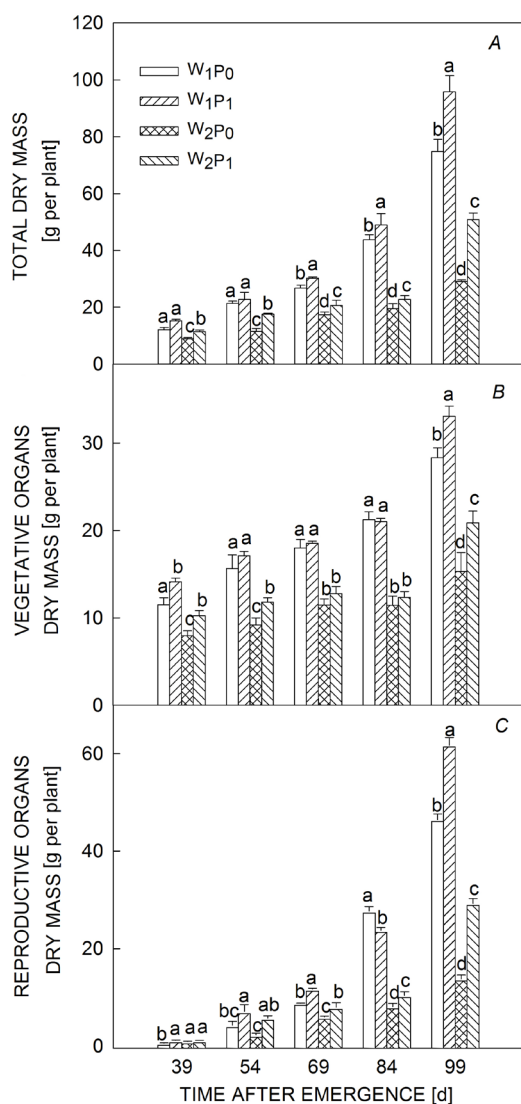 TOTAL DRY MASS
[g per plant]
120
100
80
60
40
20
0
A
W1P0
W1P1
W2P0
W2P1
a a c b
a a c b
b a d c
b a d c
b a d c
VEGETATIVE ORGANS
DRY MASS [g per plant]
30
20
10
0
B
a b c b
a a c b
a a b b
a a b b
b a d c
REPRODUCTIVE ORGANS
DRY MASS [g per plant]
60
40
20
0
C
b a a a
bc a c ab
b a c b
a b d c
b a d c
39 54 69 84 99
TIME AFTER EMERGENCE [d]